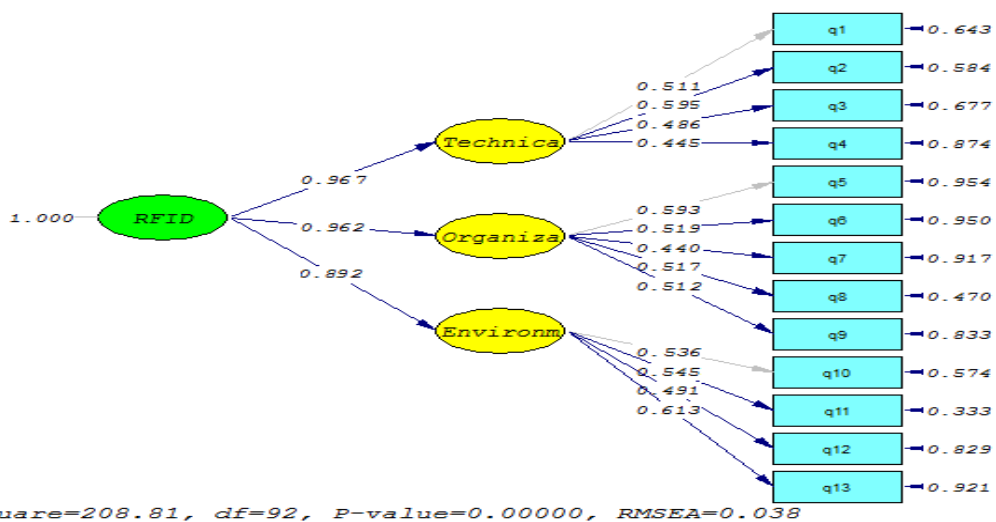 q1
0.643
q2
0.584
0.511
0.595
q3
0.677
0.486
Technica
0.445
q4
0.874
0.967
q5
0.954
0.593
1.000
RFID
0.962
Organiza
0.519
q6
0.950
0.440
q7
0.917
0.517
0.892
0.512
q8
0.470
Environm
q9
0.833
0.536
0.545
q10
0.574
0.491
0.613
q11
0.333
q12
0.829
q13
0.921
uare=208.81, df=92, P-value=0.00000, RMSEA=0.038